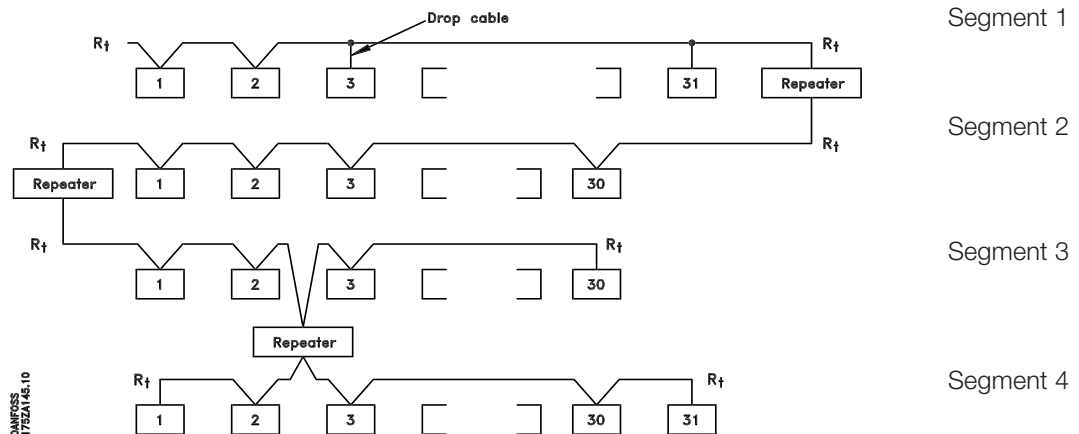 Drop cable
Segment 1
Rt Rt
1 2 3 31 Repeater
Segment 2
Rt Rt
Repeater 1 2 3 30
Rt Rt
Segment 3
1 2 3 30
Repeater
Segment 4
Rt Rt
1 2 3 30 31
DANFOSS
175ZA145.10